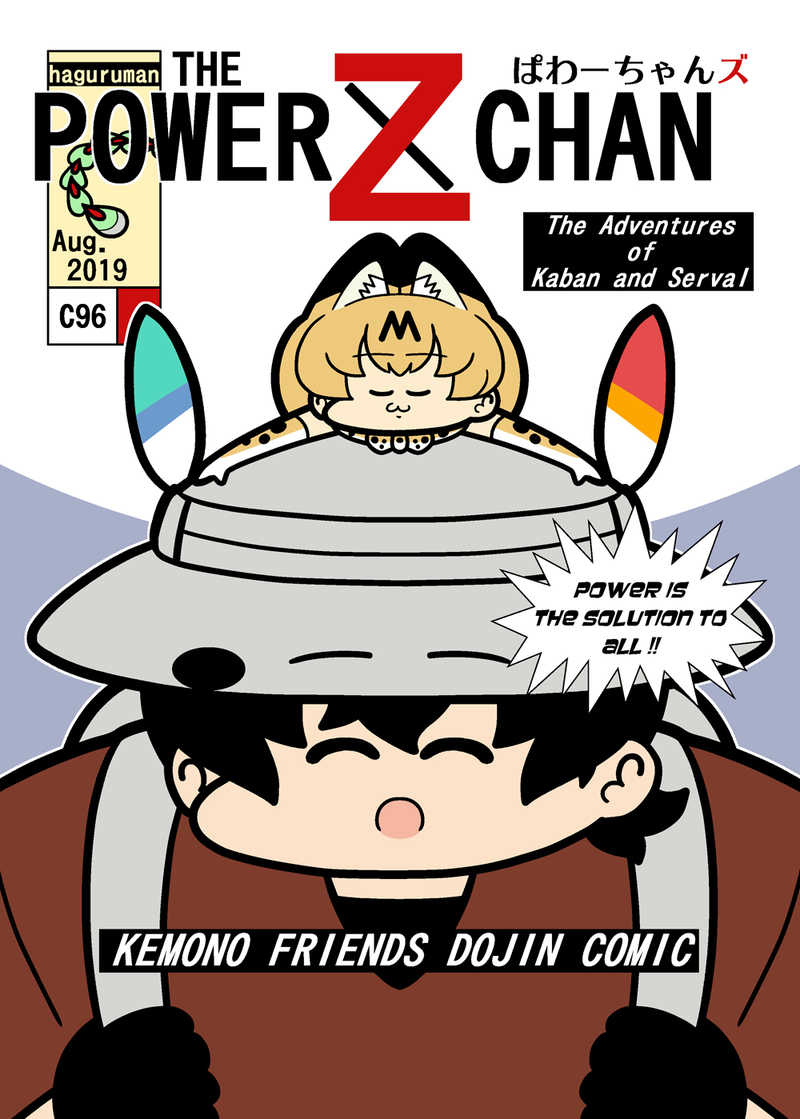 haguruman
Aug.
2019
C96
THE
POWER Z CHAN
ぱわーちゃんズ
The Adventures
of
Kaban and Serval
POWER IS
THE SOLUTION TO
ALL !!
KEMONO FRIENDS DOJIN COMIC